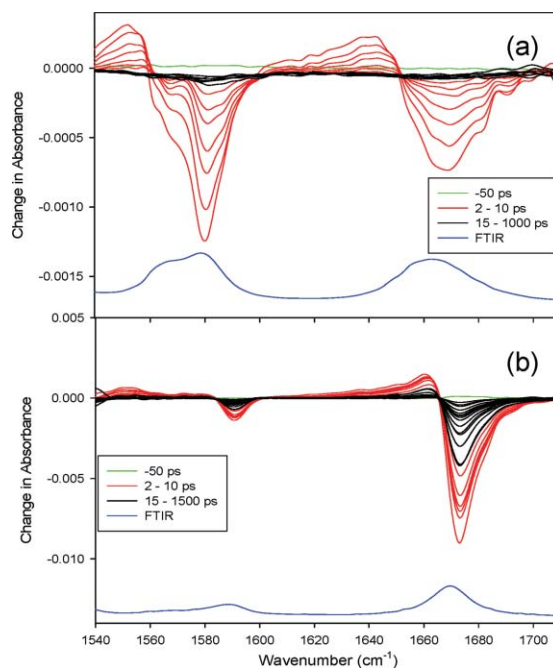 (a)
0.0000
-0.0005
-0.0010
-0.0015
Change in Absorbance
-50 ps
2 - 10 ps
15 - 1000 ps
FTIR
(b)
0.005
0.000
-0.005
-0.010
Change in Absorbance
-50 ps
2 - 10 ps
15 - 1500 ps
FTIR
1540 1560 1580 1600 1620 1640 1660 1680 1700
Wavenumber (cm-1)